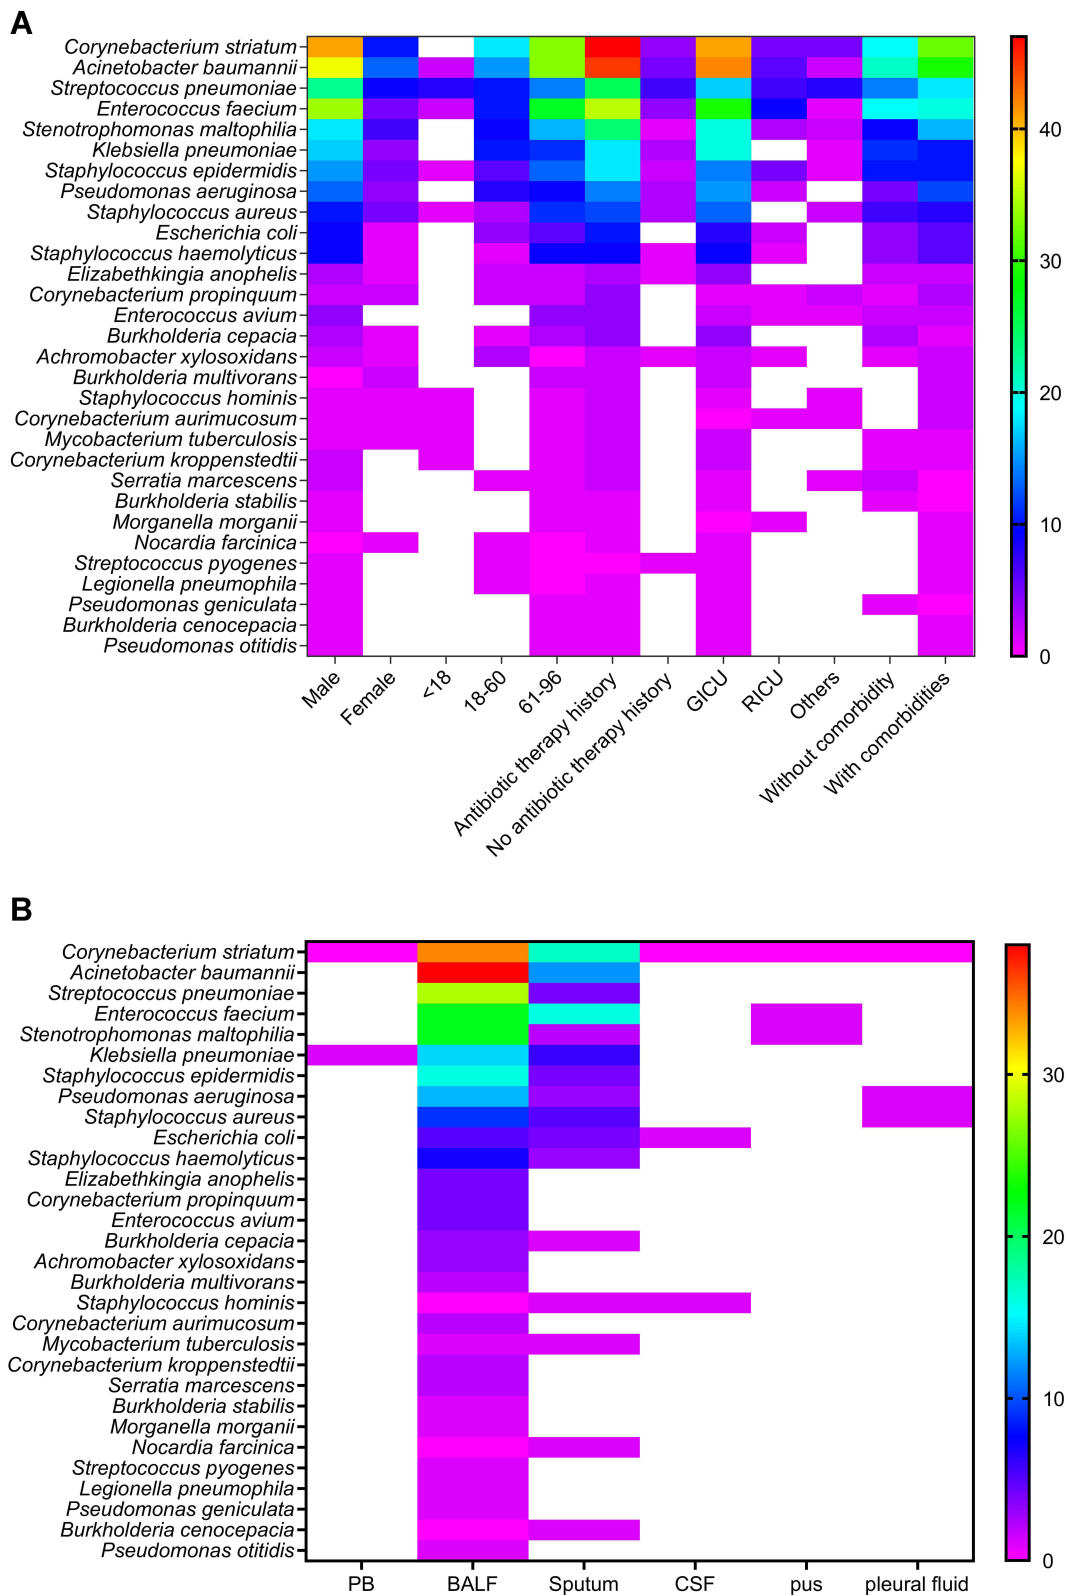 A
Corynebacterium striatum
Acinetobacter baumannii
Streptococcus pneumoniae
Enterococcus faecium
Stenotrophomonas maltophilia
Klebsiella pneumoniae
Staphylococcus epidermidis
Pseudomonas aeruginosa
Staphylococcus aureus
Escherichia coli
Staphylococcus haemolyticus
Elizabethkingia anophelis
Corynebacterium propinquum
Enterococcus avium
Burkholderia cepacia
Achromobacter xylosoxidans
Burkholderia multivorans
Staphylococcus hominis
Corynebacterium aurimucosum
Mycobacterium tuberculosis
Corynebacterium kroppenstedtii
Serratia marcescens
Burkholderia stabilis
Morganella morganii
Nocardia farcinica
Streptococcus pyogenes
Legionella pneumophila
Pseudomonas geniculata
Burkholderia cenocepacia
Pseudomonas otitidis
Male
Female
<18
18-60
61-96
Antibiotic therapy history
No antibiotic therapy history
GICU
RICU
Others
Without comorbidity
With comorbidities
40
30
20
10
0
B
Corynebacterium striatum
Acinetobacter baumannii
Streptococcus pneumoniae
Enterococcus faecium
Stenotrophomonas maltophilia
Klebsiella pneumoniae
Staphylococcus epidermidis
Pseudomonas aeruginosa
Staphylococcus aureus
Escherichia coli
Staphylococcus haemolyticus
Elizabethkingia anophelis
Corynebacterium propinquum
Enterococcus avium
Burkholderia cepacia
Achromobacter xylosoxidans
Burkholderia multivorans
Staphylococcus hominis
Corynebacterium aurimucosum
Mycobacterium tuberculosis
Corynebacterium kroppenstedtii
Serratia marcescens
Burkholderia stabilis
Morganella morganii
Nocardia farcinica
Streptococcus pyogenes
Legionella pneumophila
Pseudomonas geniculata
Burkholderia cenocepacia
Pseudomonas otitidis
PB
BALF
Sputum
CSF
pus
pleural fluid
30
20
10
0